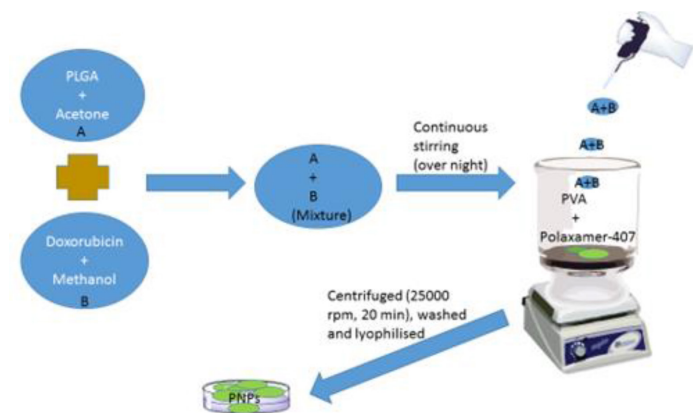 PLGA
+
Acetone
A
Doxorubicin
+
Methanol
B
A
+
B
(Mixture)
Continuous
stirring
(over night)
A+B
A+B
A+B
PVA
+
Polaxamer-407
Centrifuged (25000
rpm, 20 min), washed
and lyophilised
PNPs